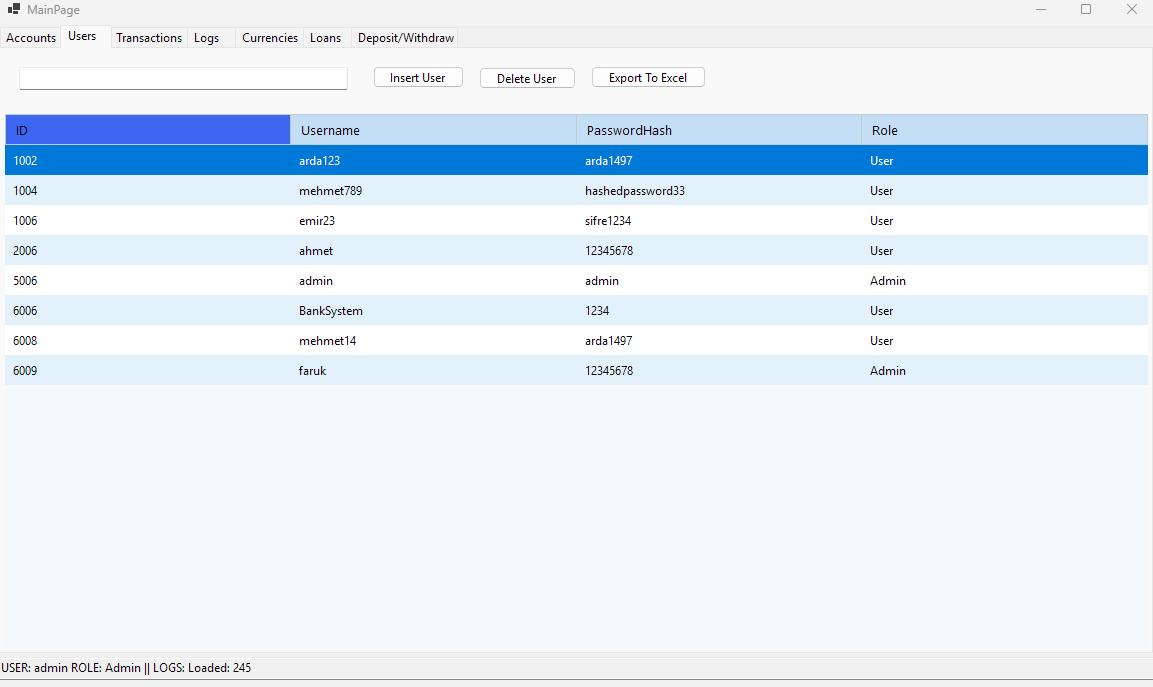 MainPage
Accounts Users Transactions Logs Currencies Loans Deposit/Withdraw
Insert User Delete User Export To Excel
ID Username PasswordHash Role
1002 arda123 arda1497 User
1004 mehmet789 hashedpassword33 User
1006 emir23 sifre1234 User
2006 ahmet 12345678 User
5006 admin admin Admin
6006 BankSystem 1234 User
6008 mehmet14 arda1497 User
6009 faruk 12345678 Admin
USER: admin ROLE: Admin || LOGS: Loaded: 245